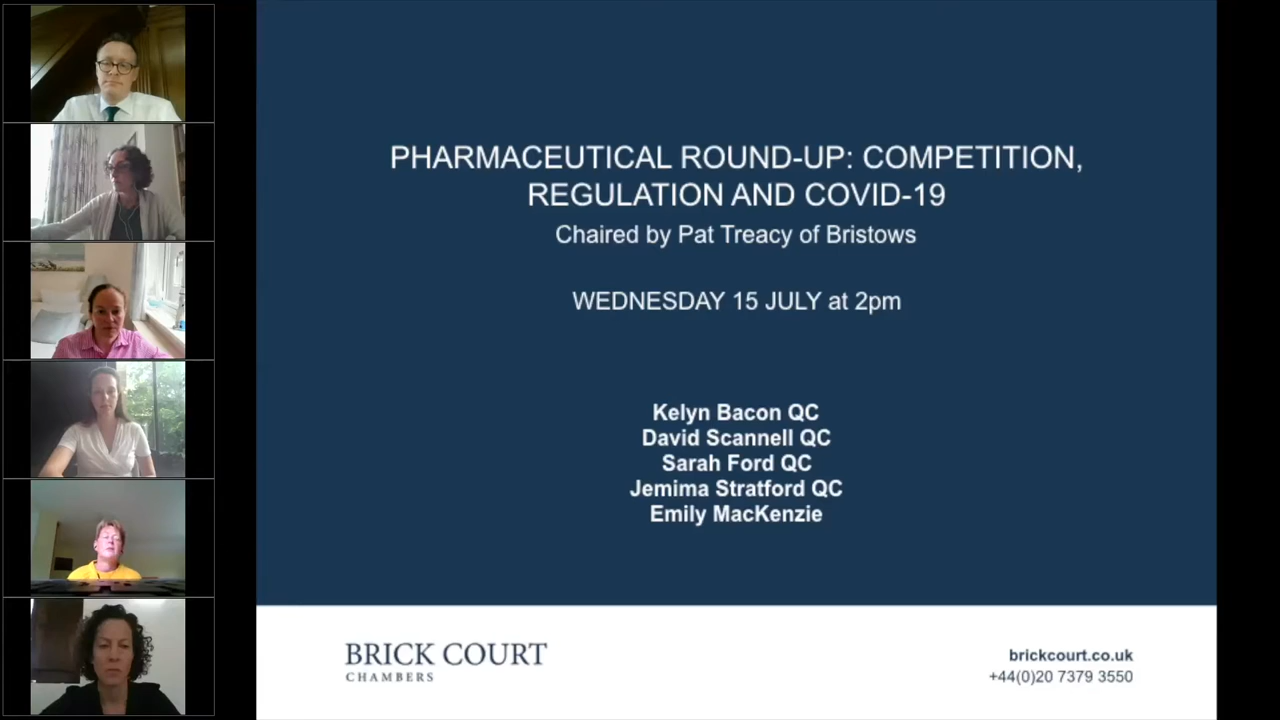 PHARMACEUTICAL ROUND-UP: COMPETITION,
REGULATION AND COVID-19
Chaired by Pat Treacy of Bristows
WEDNESDAY 15 JULY at 2pm
Kelyn Bacon QC
David Scannell QC
Sarah Ford QC
Jemima Stratford QC
Emily MacKenzie
BRICK COURT
CHAMBERS
brickcourt.co.uk
+44(0)20 7379 3550